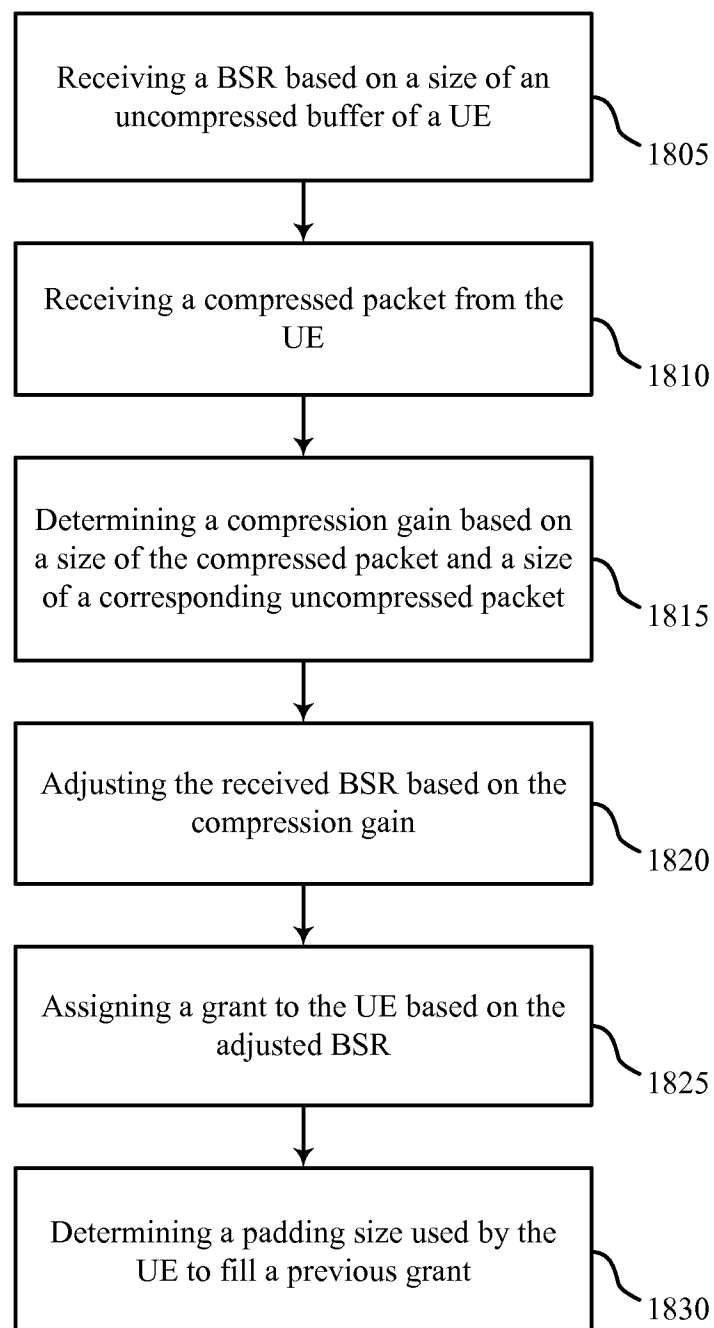 Receiving a BSR based on a size of an
uncompressed buffer of a UE
1805
Receiving a compressed packet from the
UE
1810
Determining a compression gain based on
a size of the compressed packet and a size
of a corresponding uncompressed packet
1815
Adjusting the received BSR based on the
compression gain
1820
Assigning a grant to the UE based on the
adjusted BSR
1825
Determining a padding size used by the
UE to fill a previous grant
1830